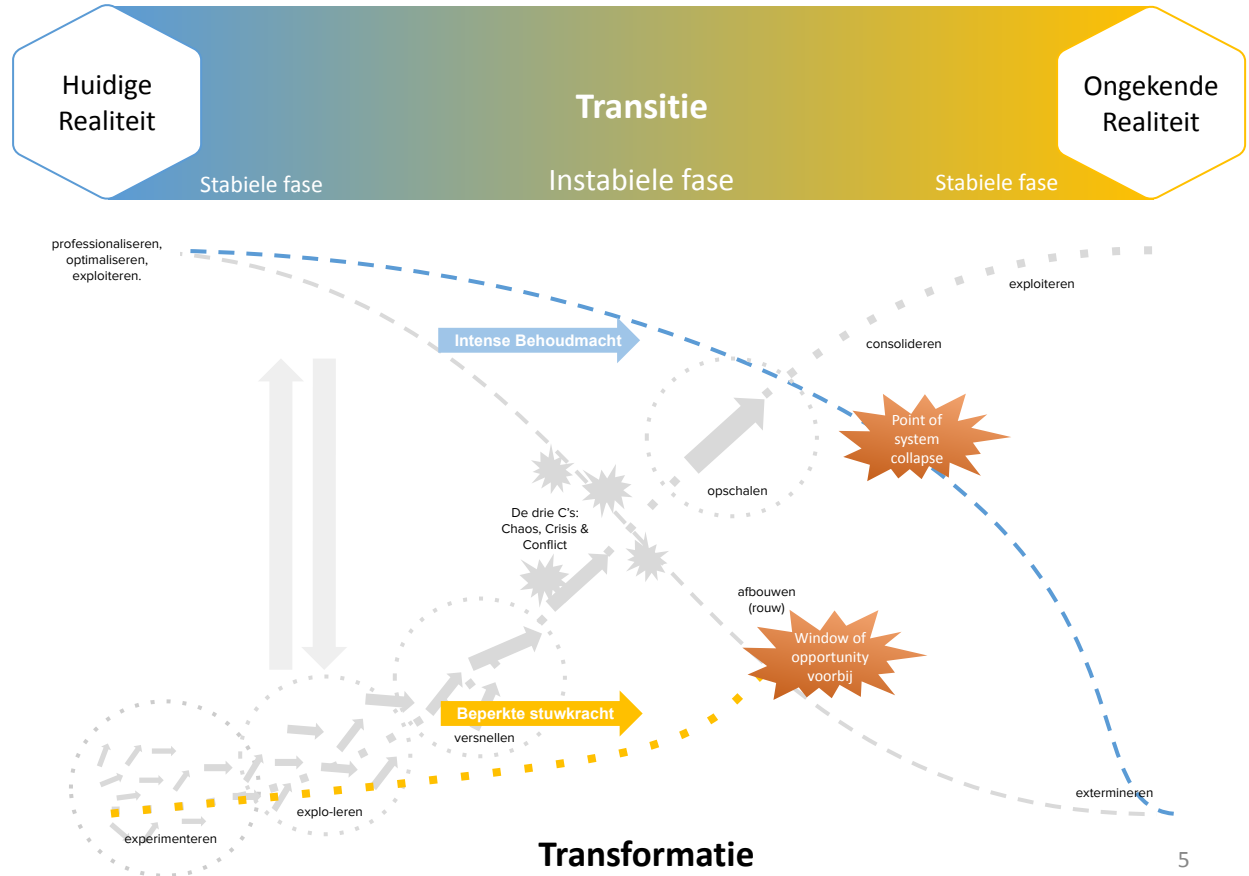 Huidige
Realiteit
Transitie
Ongekende
Realiteit
Stabiele fase
Instabiele fase
Stabiele fase
professionaliseren,
optimaliseren,
exploiteren.
exploiteren
Intense Behoudmacht
consolideren
Point of
system
collapse
opschalen
De drie C's:
Chaos, Crisis &
Conflict
afbouwen
(rouw)
Window of
opportunity
voorbij
Beperkte stuwkracht
versnellen
extermineren
explo-leren
experimenteren
Transformatie
5